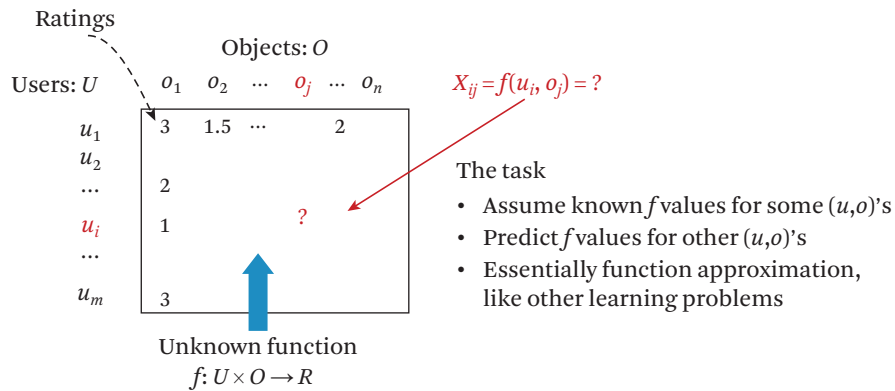 Ratings
Objects: O
Users: U o₁ o₂ ... oⱼ ... oₙ
Xᵢⱼ = f(uᵢ, oⱼ) = ?
u₁ 3 1.5 ... 2
u₂
... 2
uᵢ 1 ?
...
uₘ 3
The task
• Assume known f values for some (u,o)'s
• Predict f values for other (u,o)'s
• Essentially function approximation,
like other learning problems
Unknown function
f: U × O → R